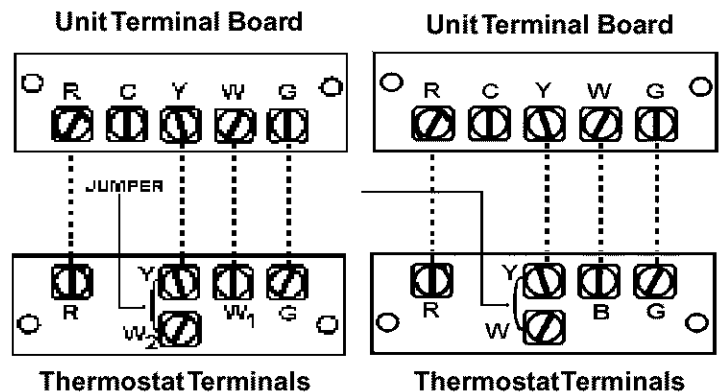 Unit Terminal Board
R C Y W G
JUMPER
Y
R W1 G
W2
Thermostat Terminals
Unit Terminal Board
R C Y W G
Y
R B G
W
Thermostat Terminals